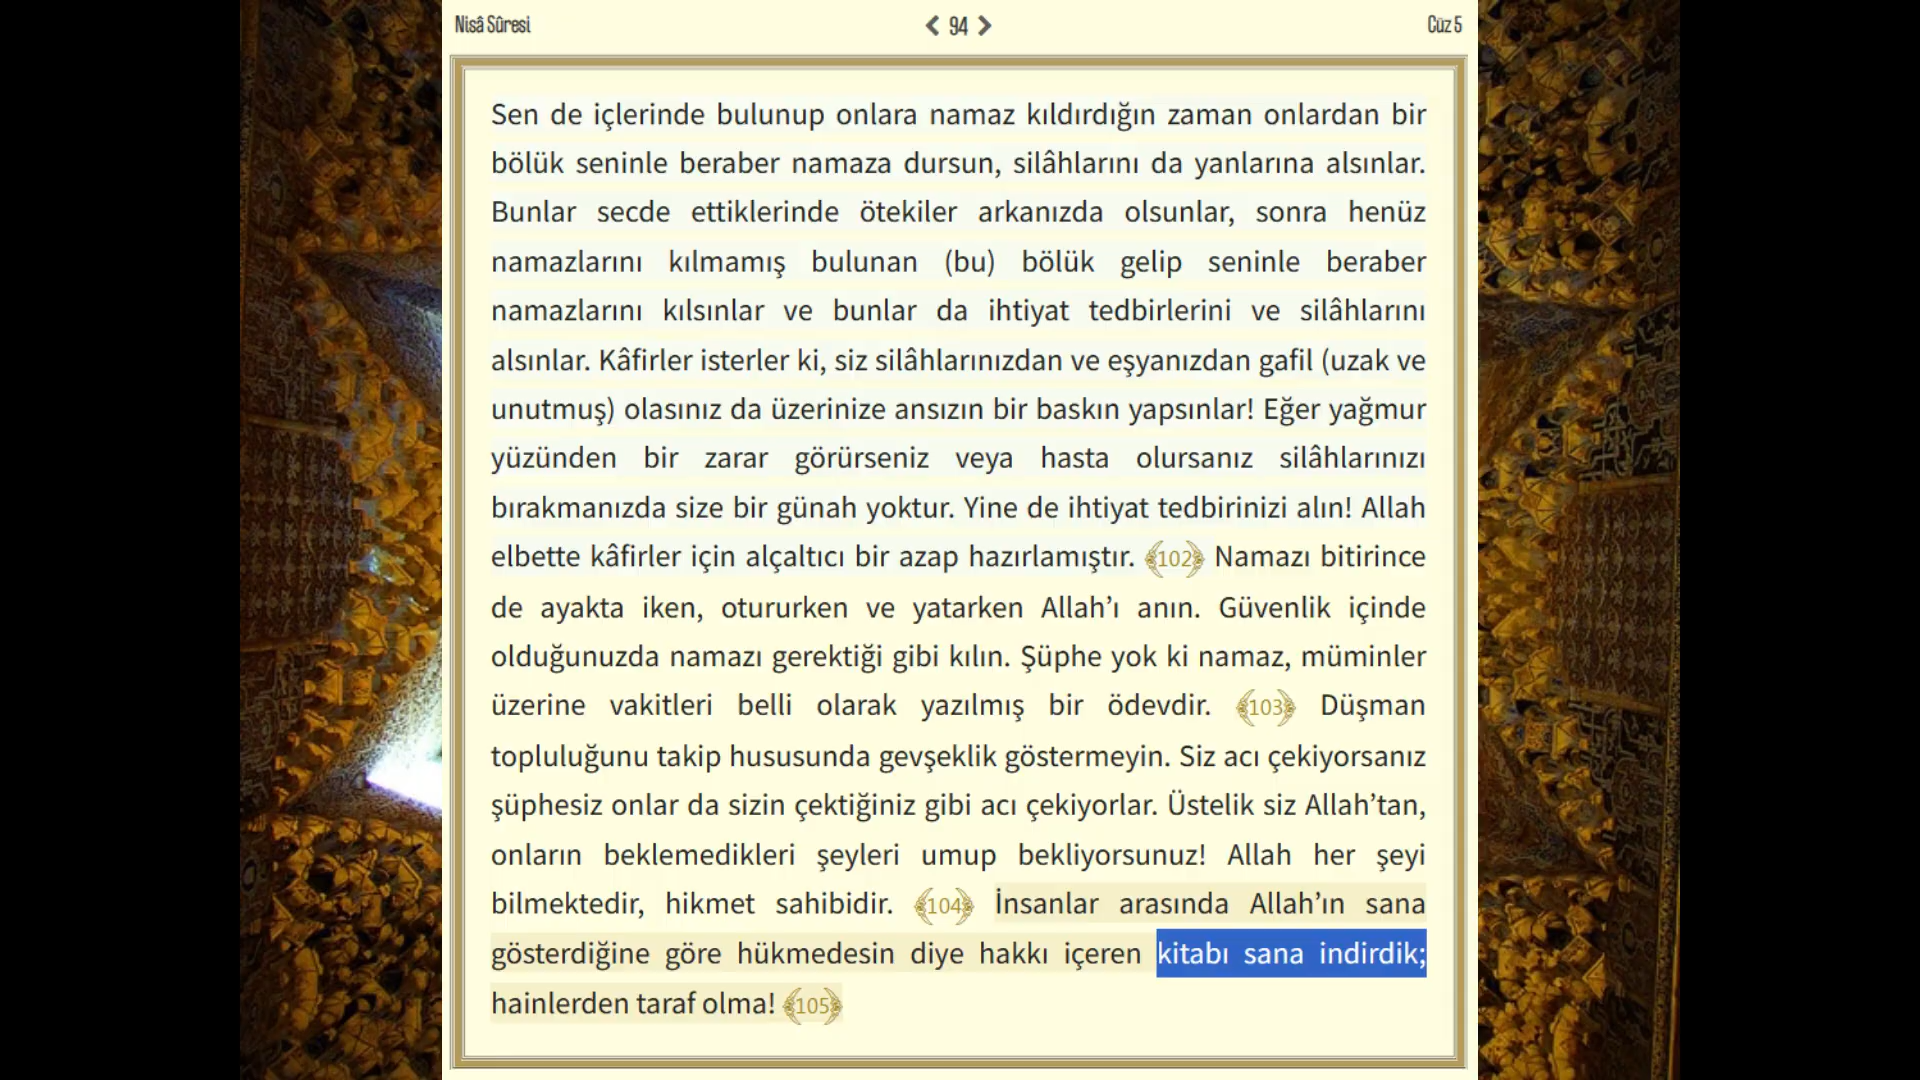 Nisâ Sûresi
94
Cüz 5
Sen de içlerinde bulunup onlara namaz kıldırdığın zaman onlardan bir
bölük seninle beraber namaza dursun, silâhlarını da yanlarına alsınlar.
Bunlar secde ettiklerinde ötekiler arkanızda olsunlar, sonra henüz
namazlarını kılmamış bulunan (bu) bölük gelip seninle beraber
namazlarını kılsınlar ve bunlar da ihtiyat tedbirlerini ve silâhlarını
alsınlar. Kâfirler isterler ki, siz silâhlarınızdan ve eşyanızdan gafil (uzak ve
unutmuş) olasınız da üzerinize ansızın bir baskın yapsınlar! Eğer yağmur
yüzünden bir zarar görürseniz veya hasta olursanız silâhlarınızı
bırakmanızda size bir günah yoktur. Yine de ihtiyat tedbirinizi alın! Allah
elbette kâfirler için alçaltıcı bir azap hazırlamıştır. ﴾102﴿ Namazı bitirince
de ayakta iken, otururken ve yatarken Allah’ı anın. Güvenlik içinde
olduğunuzda namazı gerektiği gibi kılın. Şüphe yok ki namaz, müminler
üzerine vakitleri belli olarak yazılmış bir ödevdir. ﴾103﴿ Düşman
topluluğunu takip hususunda gevşeklik göstermeyin. Siz acı çekiyorsanız
şüphesiz onlar da sizin çektiğiniz gibi acı çekiyorlar. Üstelik siz Allah’tan,
onların beklemedikleri şeyleri umup bekliyorsunuz! Allah her şeyi
bilmektedir, hikmet sahibidir. ﴾104﴿ İnsanlar arasında Allah’ın sana
gösterdiğine göre hükmedesin diye hakkı içeren kitabı sana indirdik;
hainlerden taraf olma! ﴾105﴿